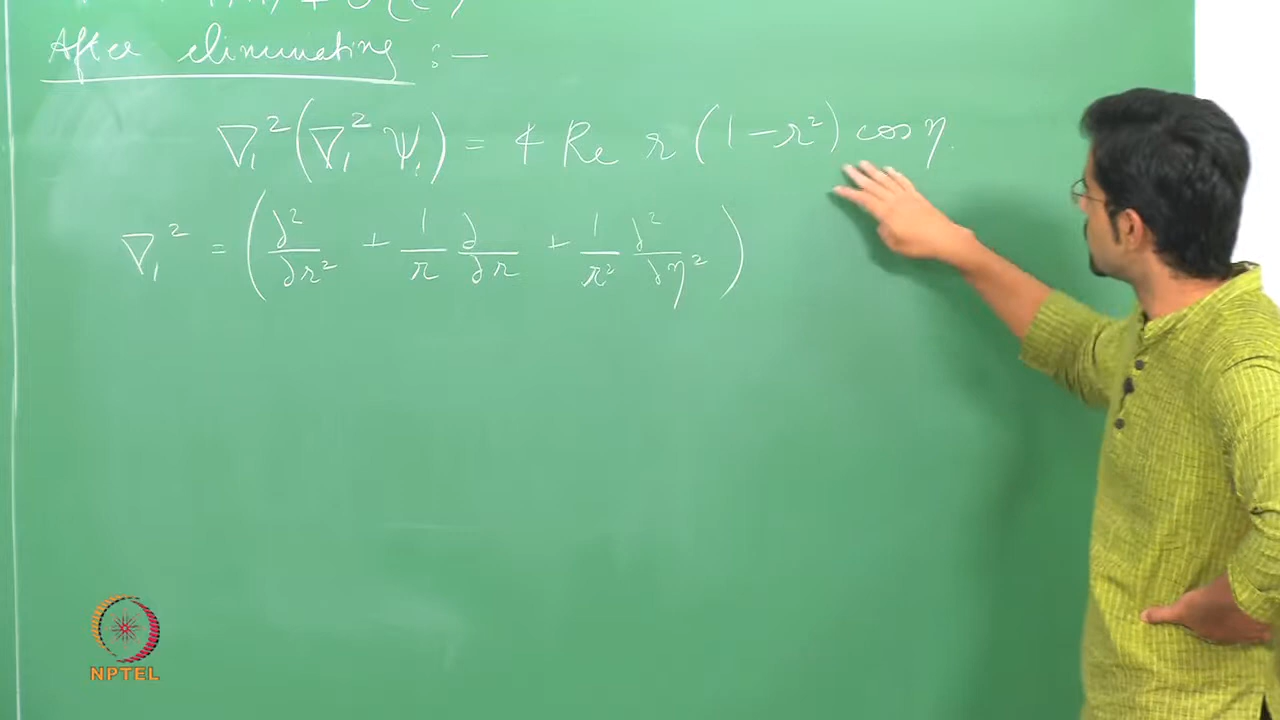 After eliminating :—
∇₁²(∇₁² ψ₁) = 4 Re r (1 − r²) cos η.
∇₁² = (∂²/∂r² + 1/r ∂/∂r + 1/r² ∂²/∂η²)
NPTEL